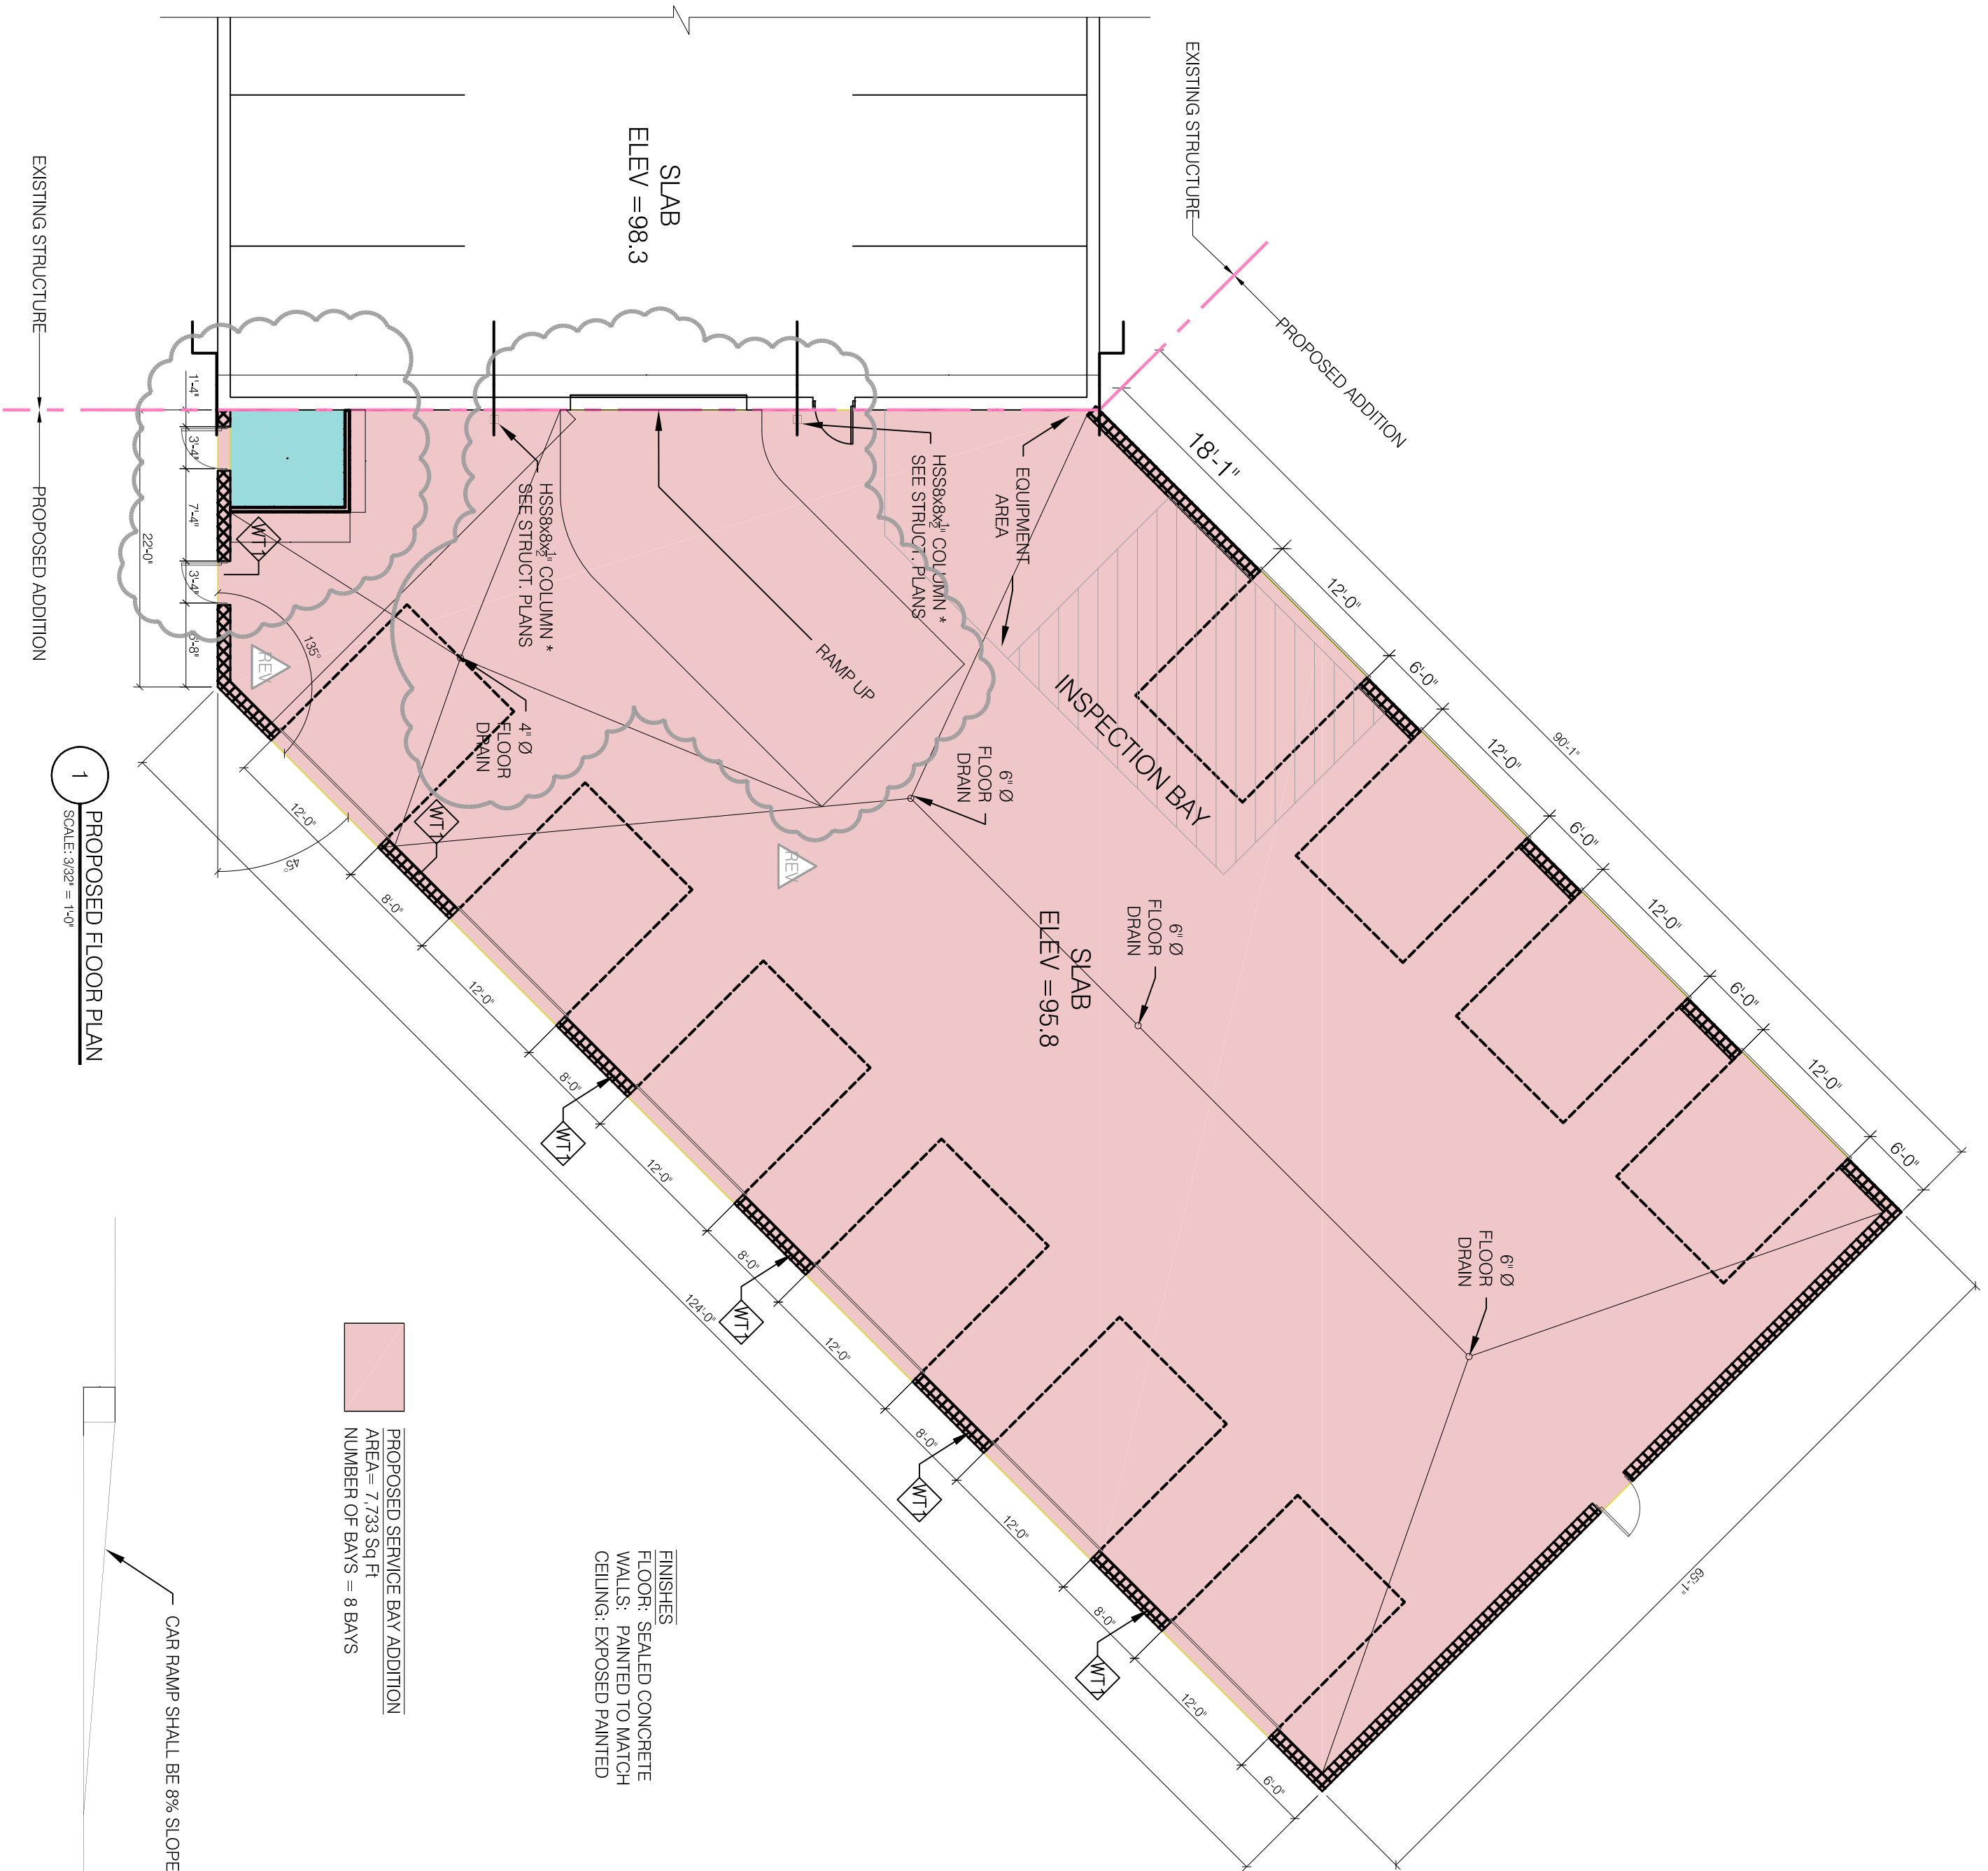 EXISTING STRUCTURE
PROPOSED ADDITION
EXISTING STRUCTURE
PROPOSED ADDITION
SLAB
ELEV =98.3
1'-4"
3'-4"
7'-4"
3'-4"
6'-8"
22'-0"
135°
45°
WT1
REV
HSS8x8x½" COLUMN *
SEE STRUCT. PLANS
HSS8x8x½" COLUMN *
SEE STRUCT. PLANS
EQUIPMENT
AREA
RAMP UP
INSPECTION BAY
4" Ø
FLOOR
DRAIN
6" Ø
FLOOR
DRAIN
REV
6" Ø
FLOOR
DRAIN
SLAB
ELEV =95.8
6" Ø
FLOOR
DRAIN
18'-1"
12'-0"
6'-0"
12'-0"
6'-0"
12'-0"
6'-0"
12'-0"
6'-0"
90'-1"
65'-1"
12'-0"
8'-0"
12'-0"
8'-0"
12'-0"
8'-0"
12'-0"
8'-0"
12'-0"
8'-0"
12'-0"
6'-0"
124'-0"
WT1
WT1
WT1
WT1
WT1
1
PROPOSED FLOOR PLAN
SCALE: 3/32" = 1'-0"
PROPOSED SERVICE BAY ADDITION
AREA= 7,733 Sq Ft
NUMBER OF BAYS = 8 BAYS
FINISHES
FLOOR: SEALED CONCRETE
WALLS: PAINTED TO MATCH
CEILING: EXPOSED PAINTED
CAR RAMP SHALL BE 8% SLOPE